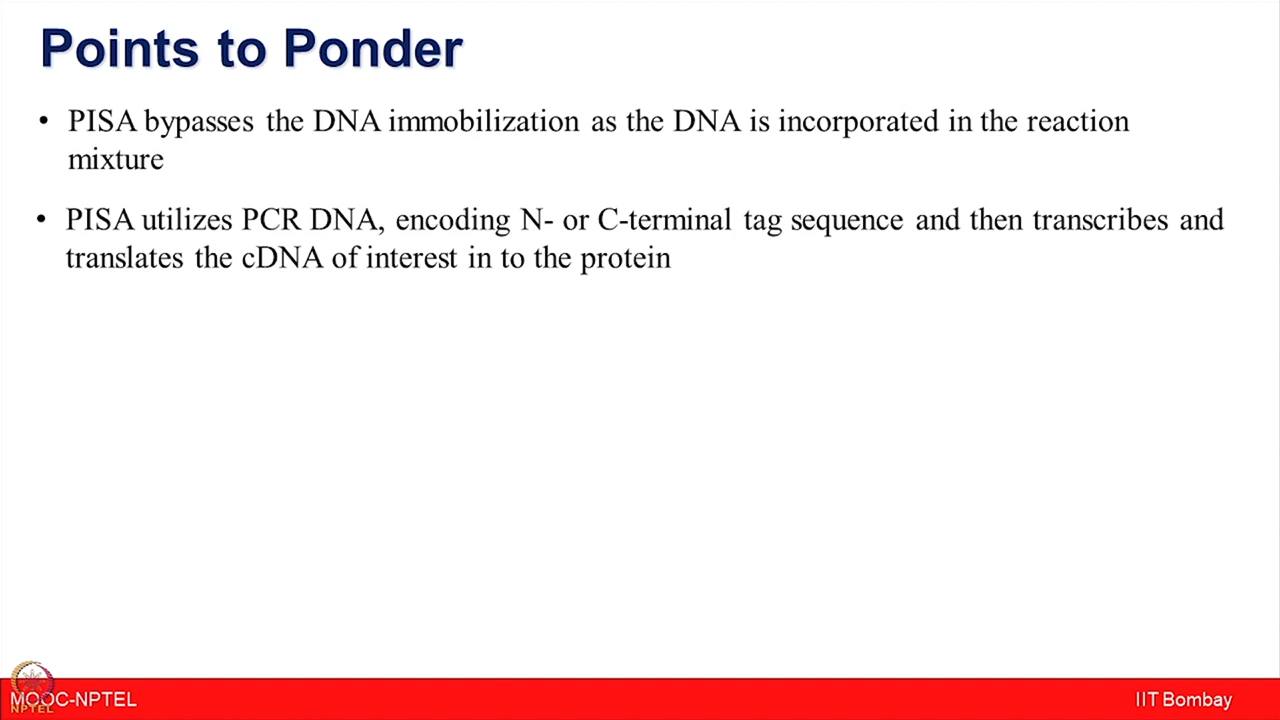 Points to Ponder
• PISA bypasses the DNA immobilization as the DNA is incorporated in the reaction
mixture
• PISA utilizes PCR DNA, encoding N- or C-terminal tag sequence and then transcribes and
translates the cDNA of interest in to the protein
MOOC-NPTEL
NPTEL
IIT Bombay